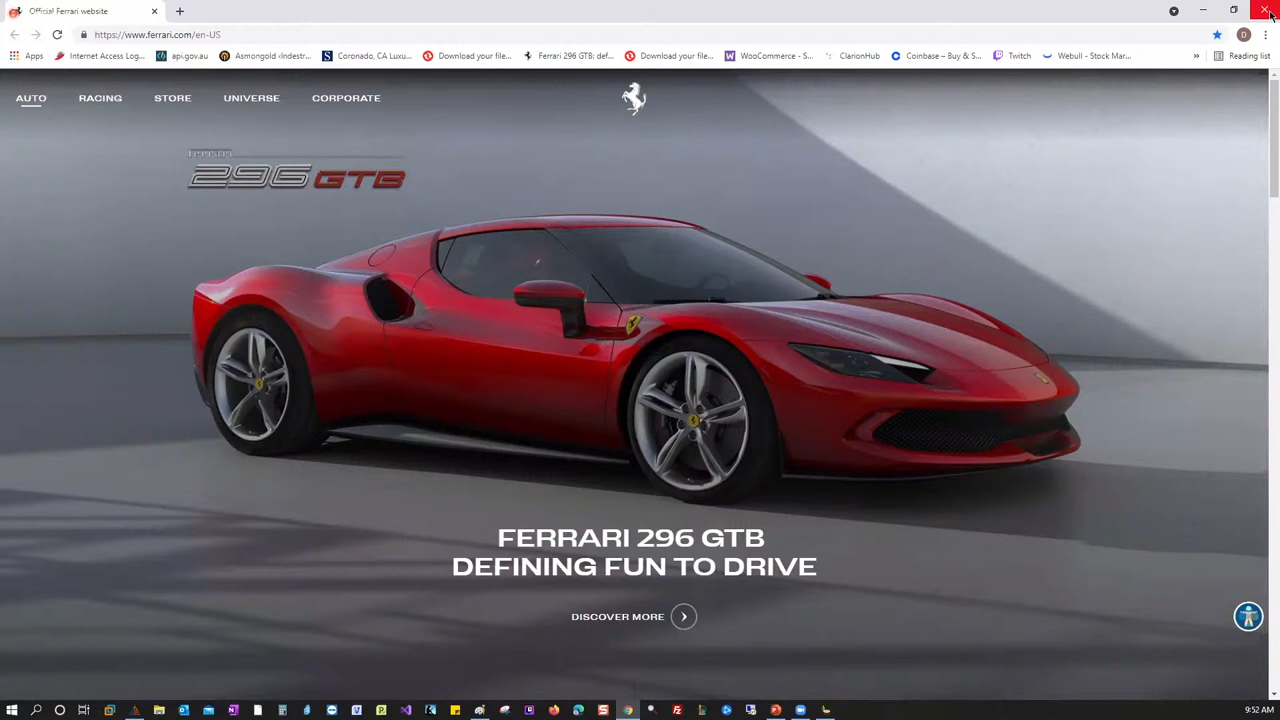 Official Ferrari website
https://www.ferrari.com/en-US
D
Apps
Internet Access Log...
api.gov.au
Asmongold ‹Indestr...
Coronado, CA Luxu...
Download your file...
Ferrari 296 GTB: def...
Download your file...
WooCommerce - S...
ClarionHub
Coinbase – Buy & S...
Twitch
Webull - Stock Mar...
»
Reading list
AUTO
RACING
STORE
UNIVERSE
CORPORATE
Ferrari
296 GTB
FERRARI 296 GTB
DEFINING FUN TO DRIVE
DISCOVER MORE
9:52 AM